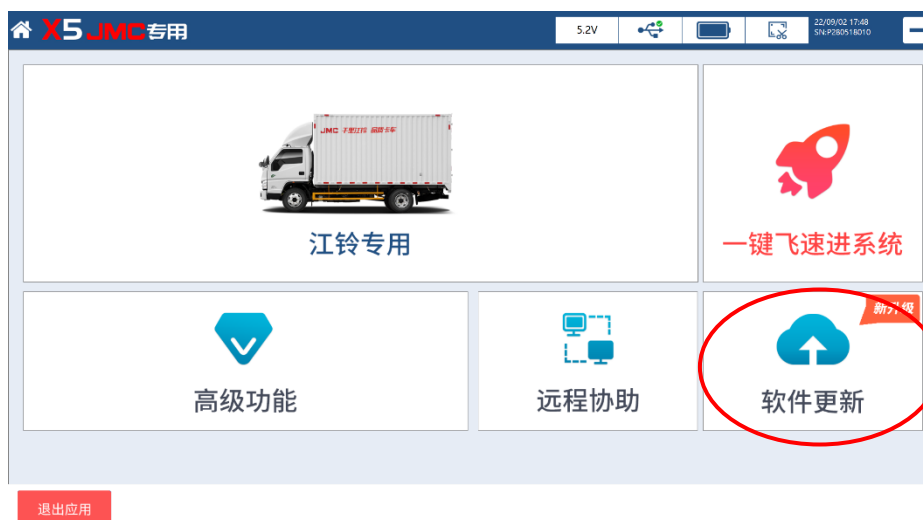 X5 JMC专用
5.2V
22/09/02 17:48
SN:P280518010
JMC
江铃专用
一键飞速进系统
高级功能
远程协助
新升级
软件更新
退出应用